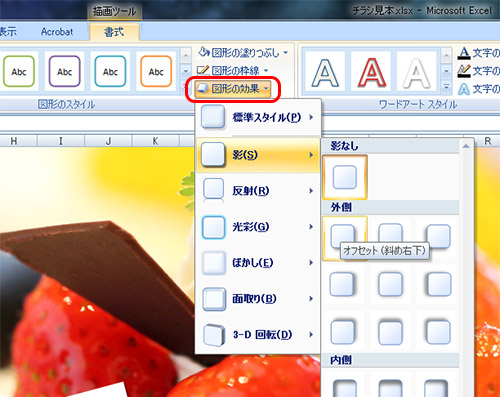 描画ツール
チラシ見本.xlsx - Microsoft Excel
表示 Acrobat 書式
Abc Abc Abc Abc
図形の塗りつぶし
図形の枠線
図形の効果
A A A
A 文字の
文字の
A 文字の
図形のスタイル
ワードアート スタイル
H I J K L M Q R
標準スタイル(P)
影(S)
反射(R)
光彩(G)
ぼかし(E)
面取り(B)
3-D 回転(D)
影なし
外側
オフセット (斜め右下)
内側